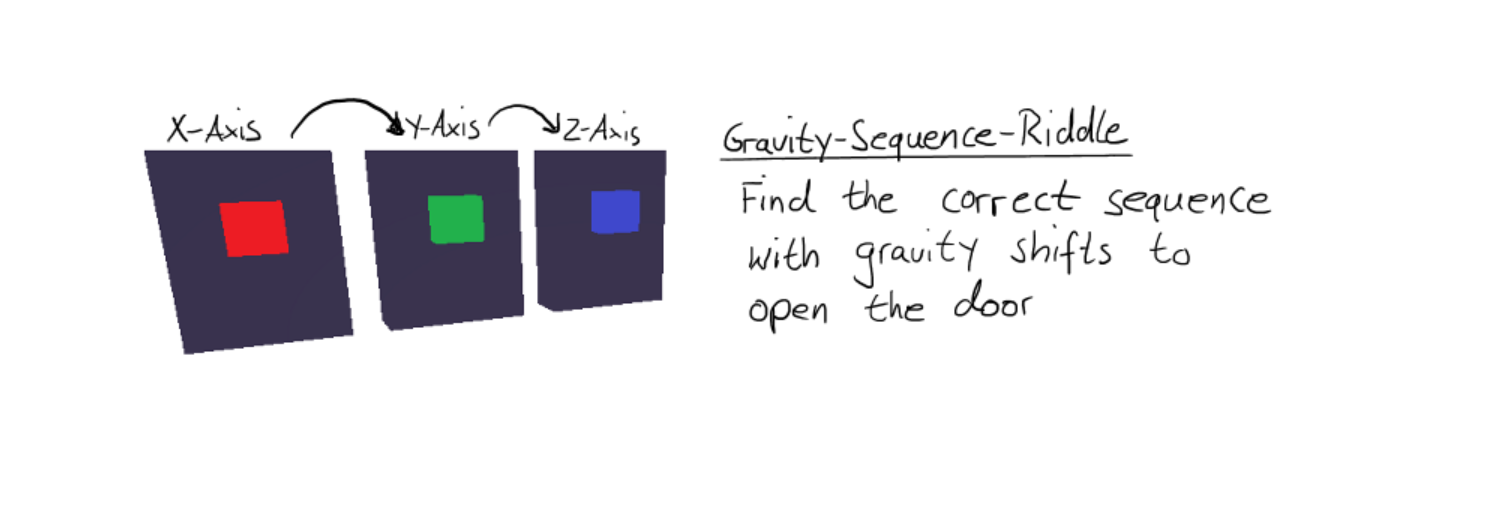 X-Axis Y-Axis Z-Axis
Gravity-Sequence-Riddle
Find the correct sequence
with gravity shifts to
open the door